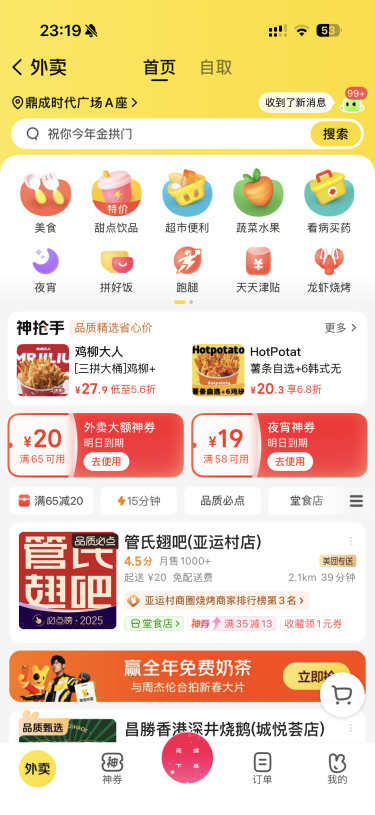 23:19
53
外卖
首页
自取
鼎成时代广场A座
收到了新消息
99+
祝你今年金拱门
搜索
特价
美食
甜点饮品
超市便利
蔬菜水果
看病买药
夜宵
拼好饭
跑腿
天天津贴
龙虾烧烤
神抢手
品质精选省心价
更多
鸡柳大人
[三拼大桶]鸡柳+
¥27.9 低至5.6折
Hotpotato
薯条自选+6鸡块
HotPotat
薯条自选+6韩式无
¥20.3 享6.8折
¥20
满65可用
外卖大额神券
明日到期
去使用
¥19
满58可用
夜宵神券
明日到期
去使用
满65减20
15分钟
品质必点
堂食店
品质必点
管氏翅吧
必点榜·2025
管氏翅吧(亚运村店)
4.5分 月售1000+
美团专送
起送 ¥20 免配送费
2.1km 39分钟
亚运村商圈烧烤商家排行榜第3名
堂食店
神券
满35减13
收藏领1元券
赢全年免费奶茶
与周杰伦合拍新春大片
立即抢
品质甄选
昌勝香港深井烧鹅(城悦荟店)
外卖
神
神券
订单
我的